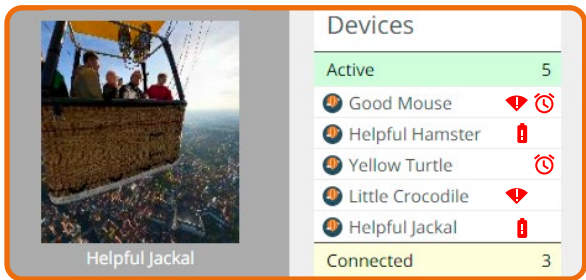 Helpful Jackal
Devices
Active 5
Good Mouse
Helpful Hamster
Yellow Turtle
Little Crocodile
Helpful Jackal
Connected 3